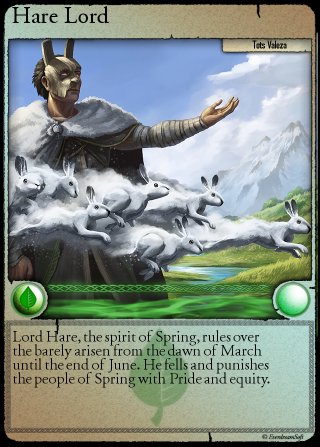 Hare Lord
Tots Valeza
Lord Hare, the spirit of Spring, rules over
the barely arisen from the dawn of March
until the end of June. He fells and punishes
the people of Spring with Pride and equity.
© EverdreamSoft